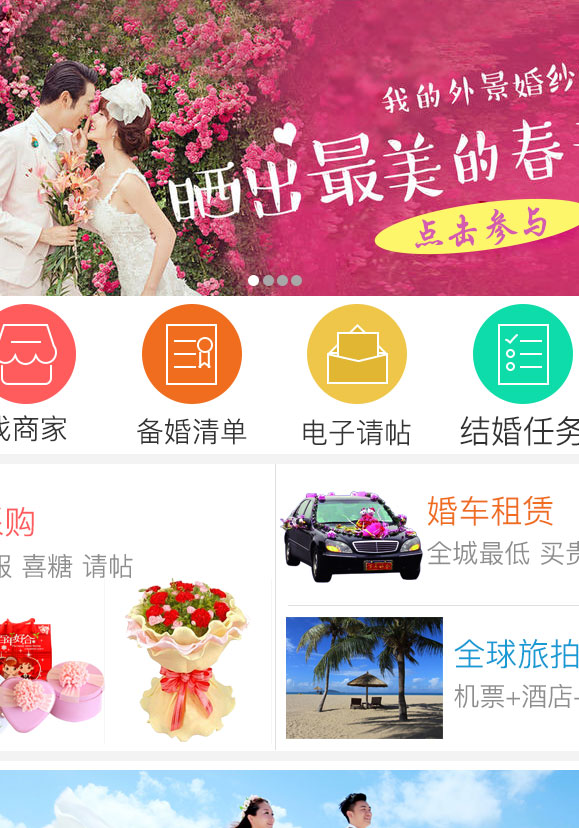 我的外景婚纱
晒出最美的春
点击参与
找商家
备婚清单
电子请帖
结婚任务
采购
服 喜糖 请帖
婚车租赁
全城最低 买贵
全球旅拍
机票+酒店+